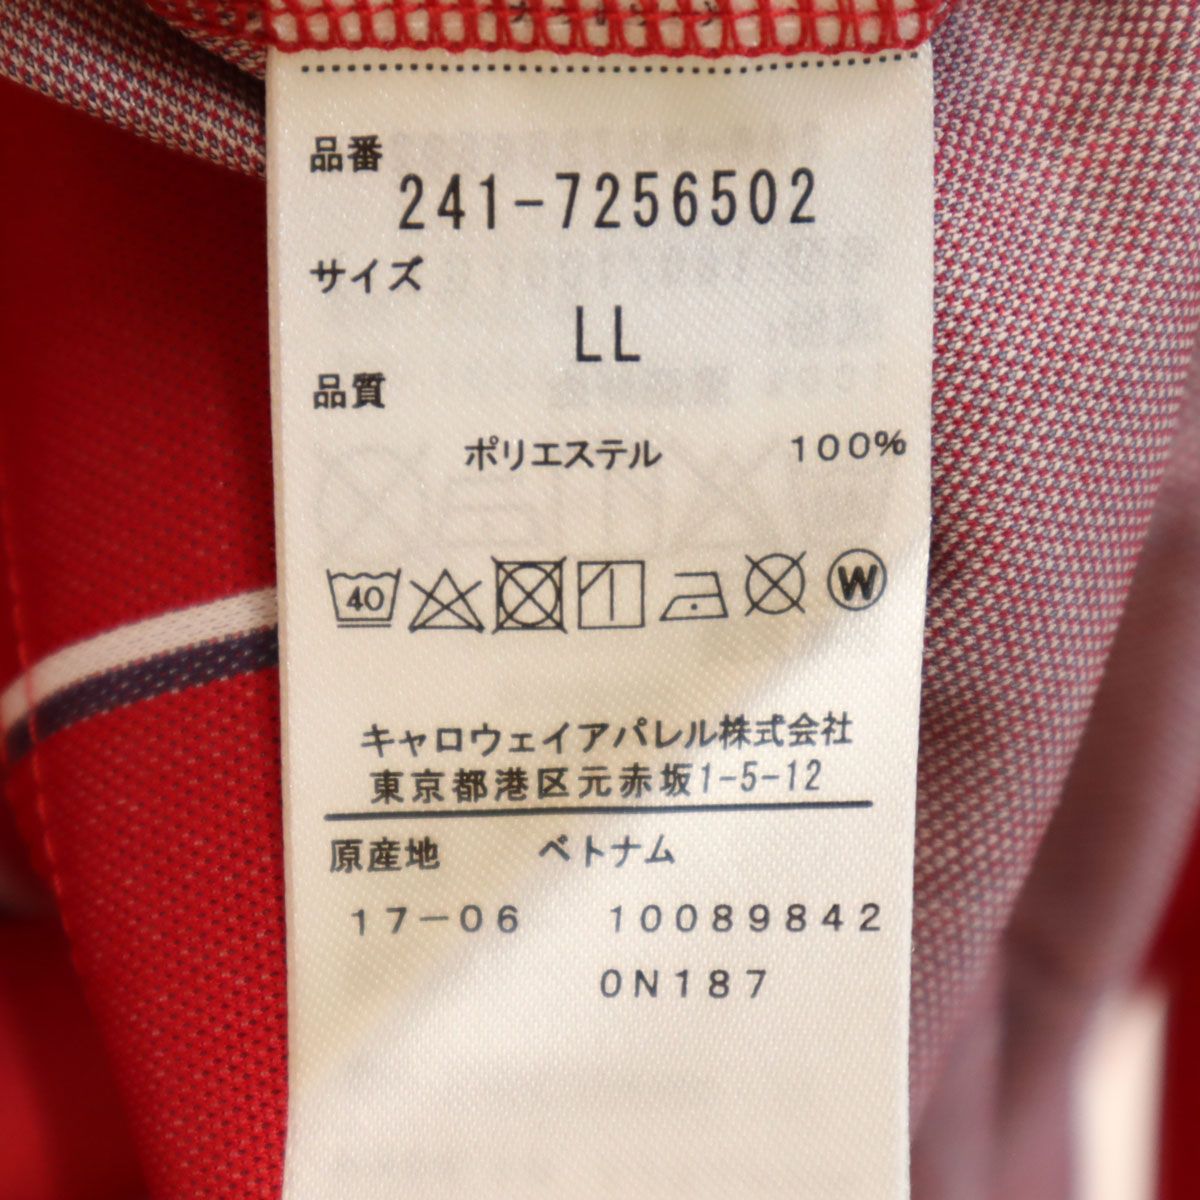 品番
241-7256502
サイズ
LL
品質
ポリエステル 100%
40 W
キャロウェイアパレル株式会社
東京都港区元赤坂1-5-12
原産地 ベトナム
17-06 10089842
0N187